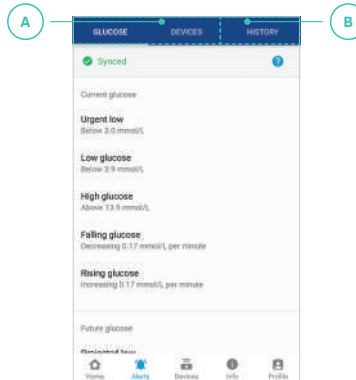 A
B
GLUCOSE DEVICES HISTORY
Synced ?
Current glucose
Urgent low
Below 3.0 mmol/L
Low glucose
Below 3.9 mmol/L
High glucose
Above 13.9 mmol/L
Falling glucose
Decreasing 0.17 mmol/L per minute
Rising glucose
Increasing 0.17 mmol/L per minute
Future glucose
Projected low
Home Alerts Devices Info Profile